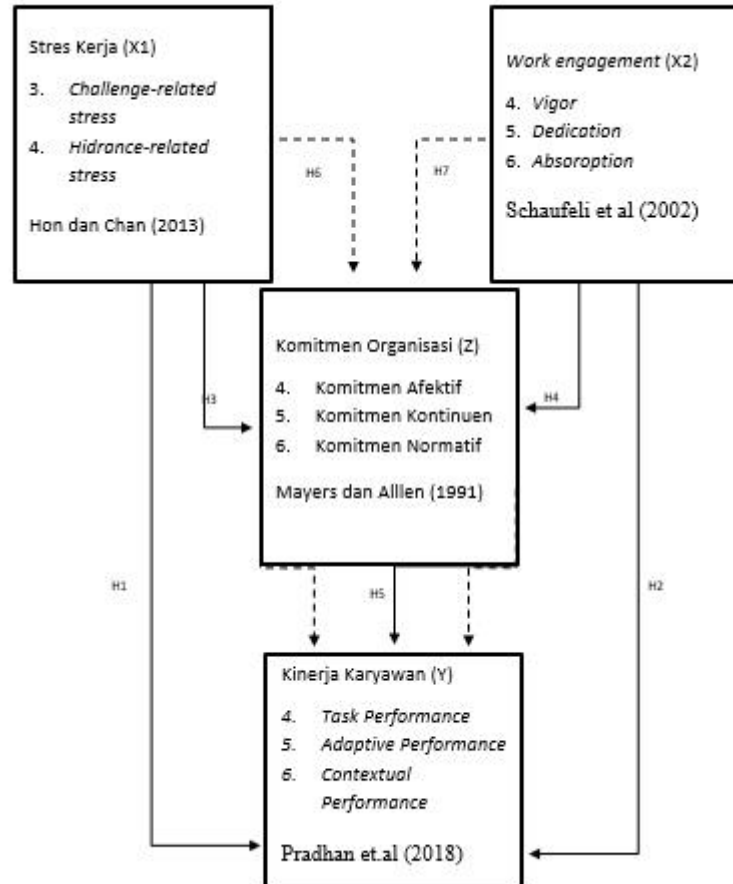 Stres Kerja (X1)
3. Challenge-related
stress
4. Hidrance-related
stress
Hon dan Chan (2013)
Work engagement (X2)
4. Vigor
5. Dedication
6. Absoroption
Schaufeli et al (2002)
H6
H7
Komitmen Organisasi (Z)
4. Komitmen Afektif
5. Komitmen Kontinuen
6. Komitmen Normatif
Mayers dan Alllen (1991)
H3
H4
H1
H5
H2
Kinerja Karyawan (Y)
4. Task Performance
5. Adaptive Performance
6. Contextual
Performance
Pradhan et.al (2018)